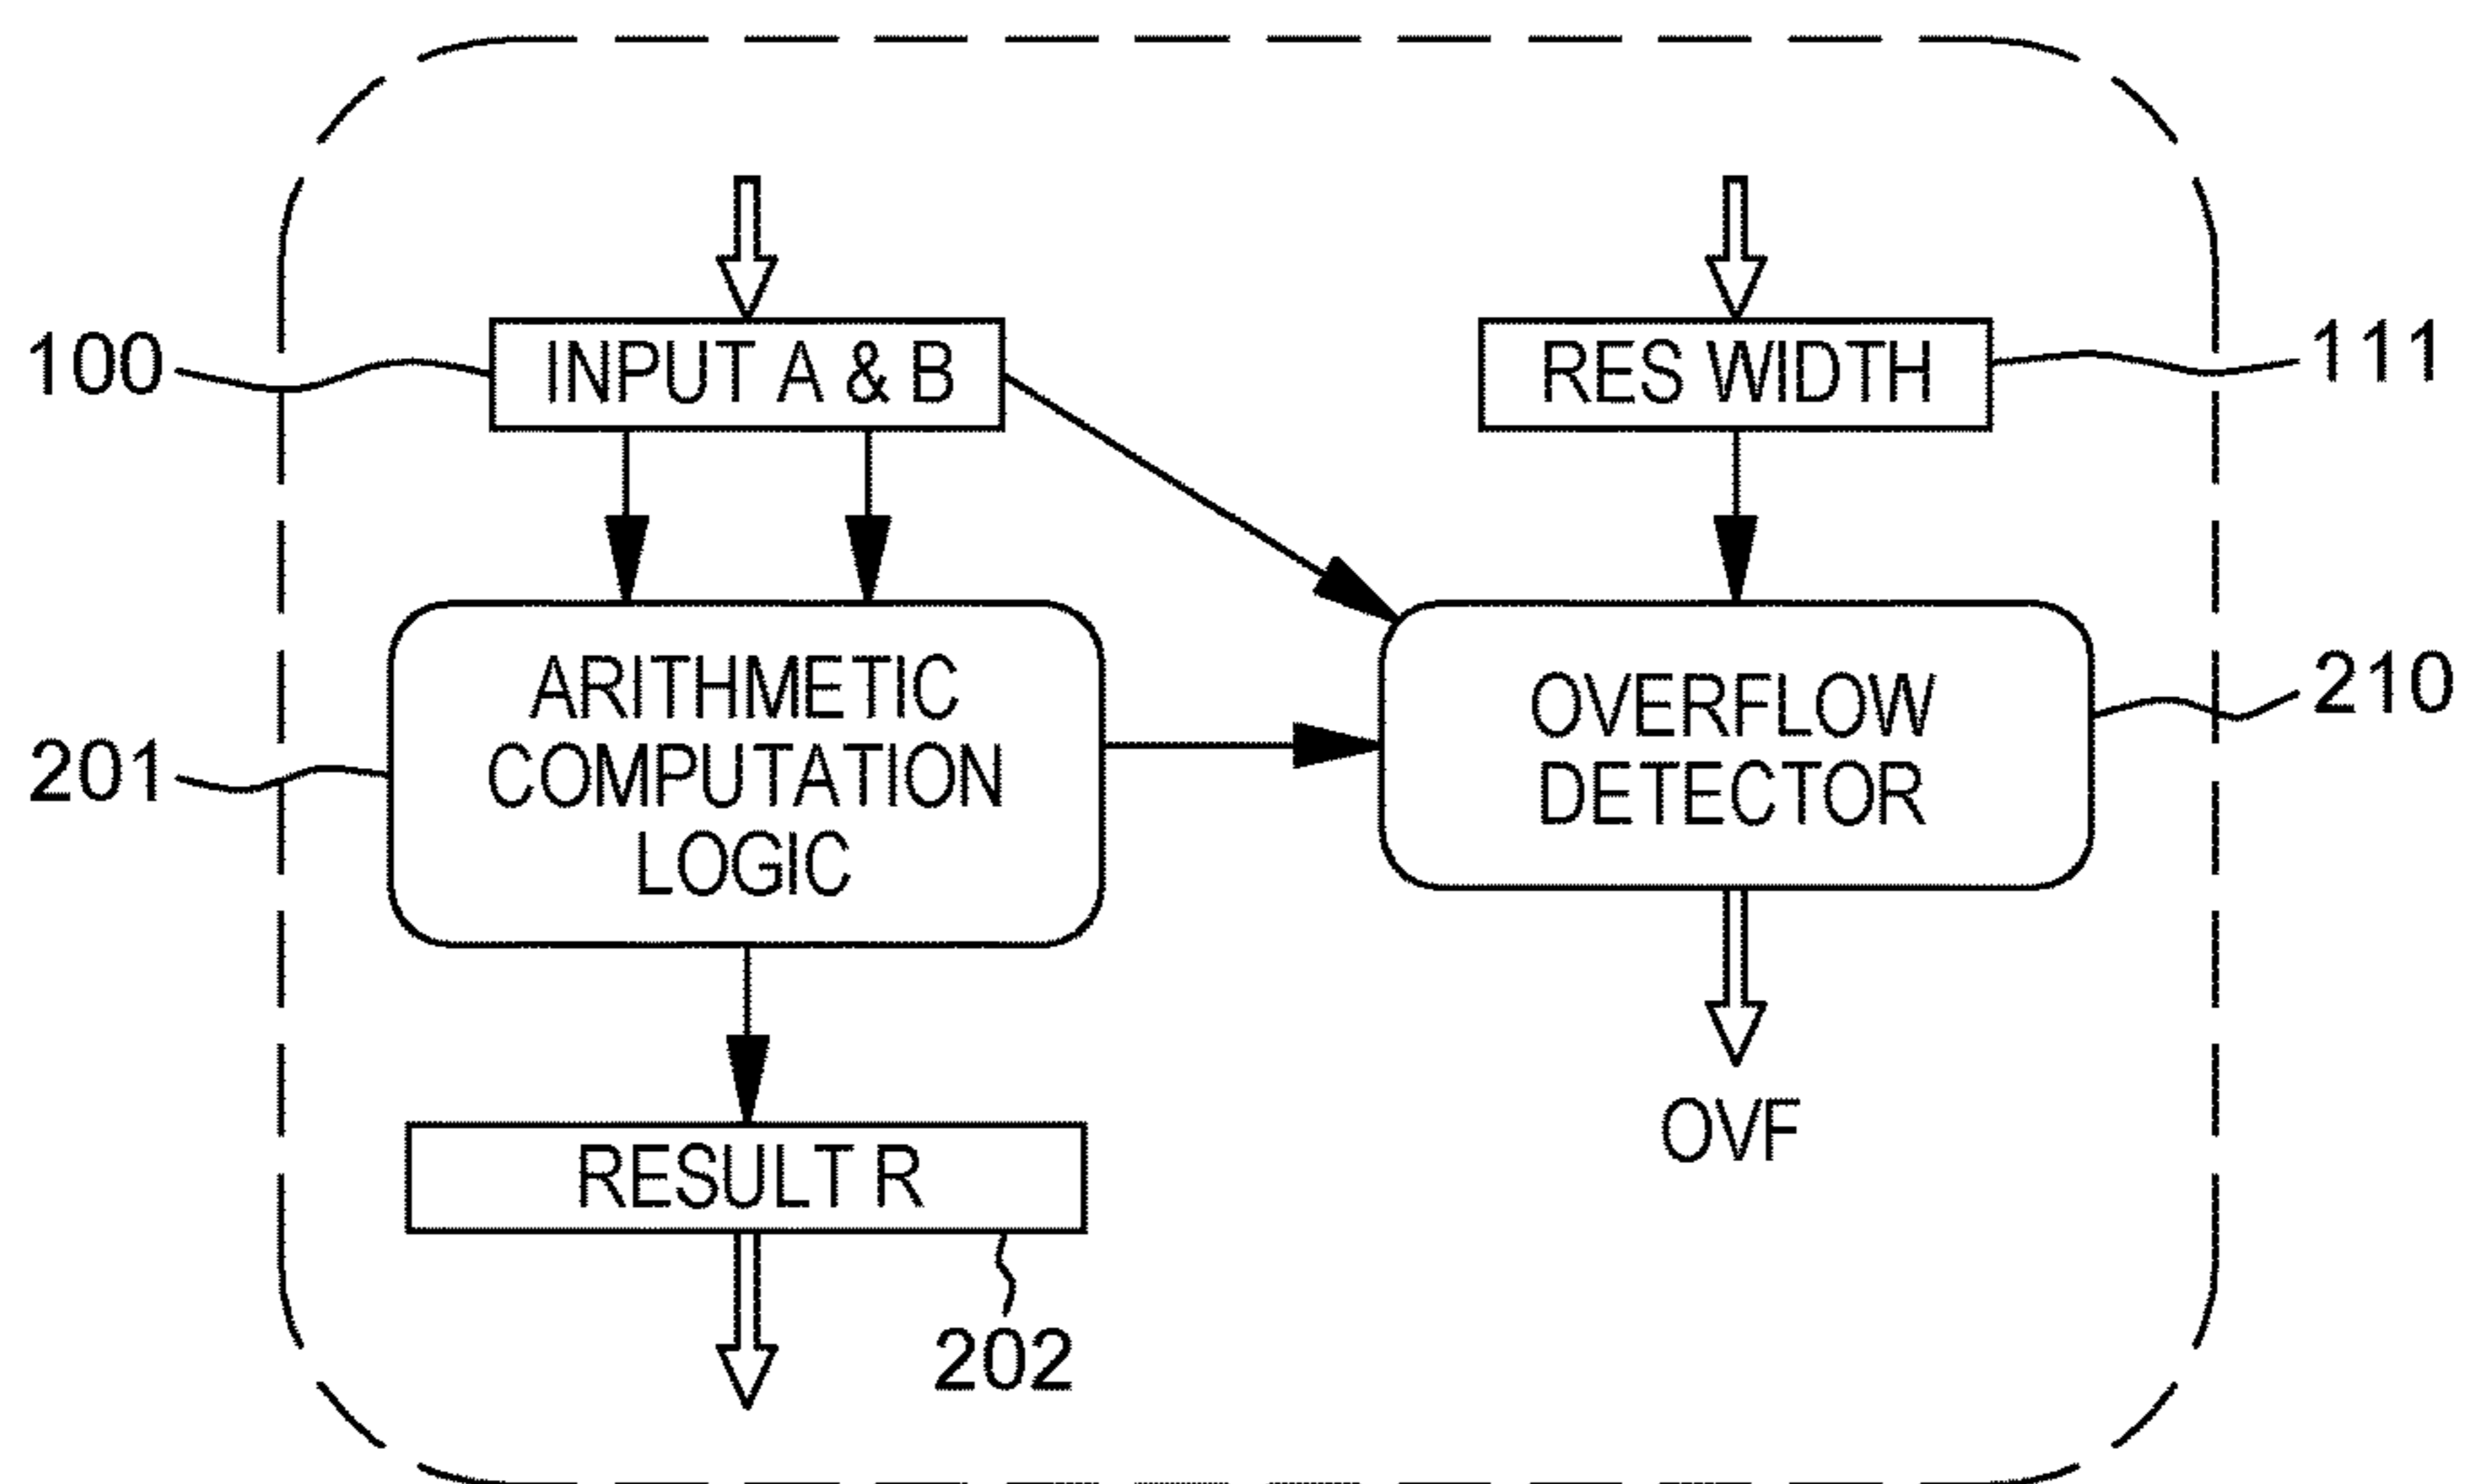 100
INPUT A & B
RES WIDTH
111
201
ARITHMETIC
COMPUTATION
LOGIC
OVERFLOW
DETECTOR
210
OVF
RESULT R
202